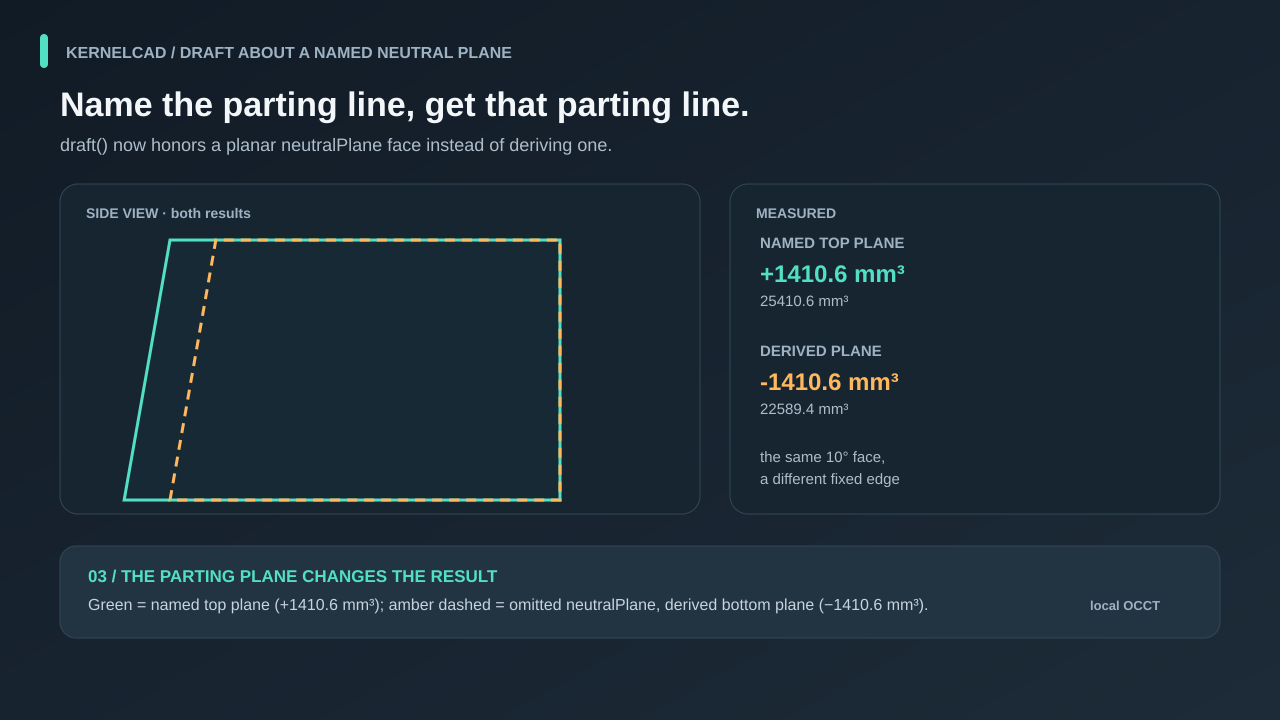 KERNELCAD / DRAFT ABOUT A NAMED NEUTRAL PLANE
Name the parting line, get that parting line.
draft() now honors a planar neutralPlane face instead of deriving one.
SIDE VIEW · both results
MEASURED
NAMED TOP PLANE
+1410.6 mm³
25410.6 mm³
DERIVED PLANE
-1410.6 mm³
22589.4 mm³
the same 10° face,
a different fixed edge
03 / THE PARTING PLANE CHANGES THE RESULT
Green = named top plane (+1410.6 mm³); amber dashed = omitted neutralPlane, derived bottom plane (−1410.6 mm³).
local OCCT